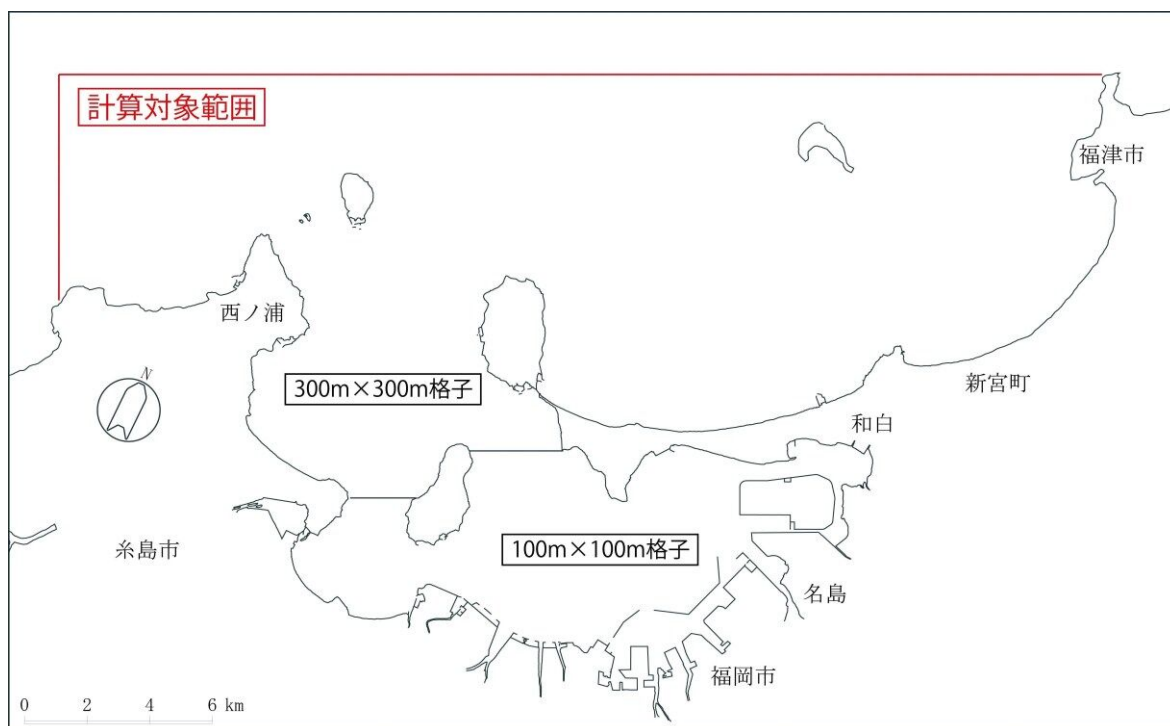 計算対象範囲
福津市
西ノ浦
N
300m×300m格子
新宮町
和白
糸島市
100m×100m格子
名島
福岡市
0 2 4 6 km